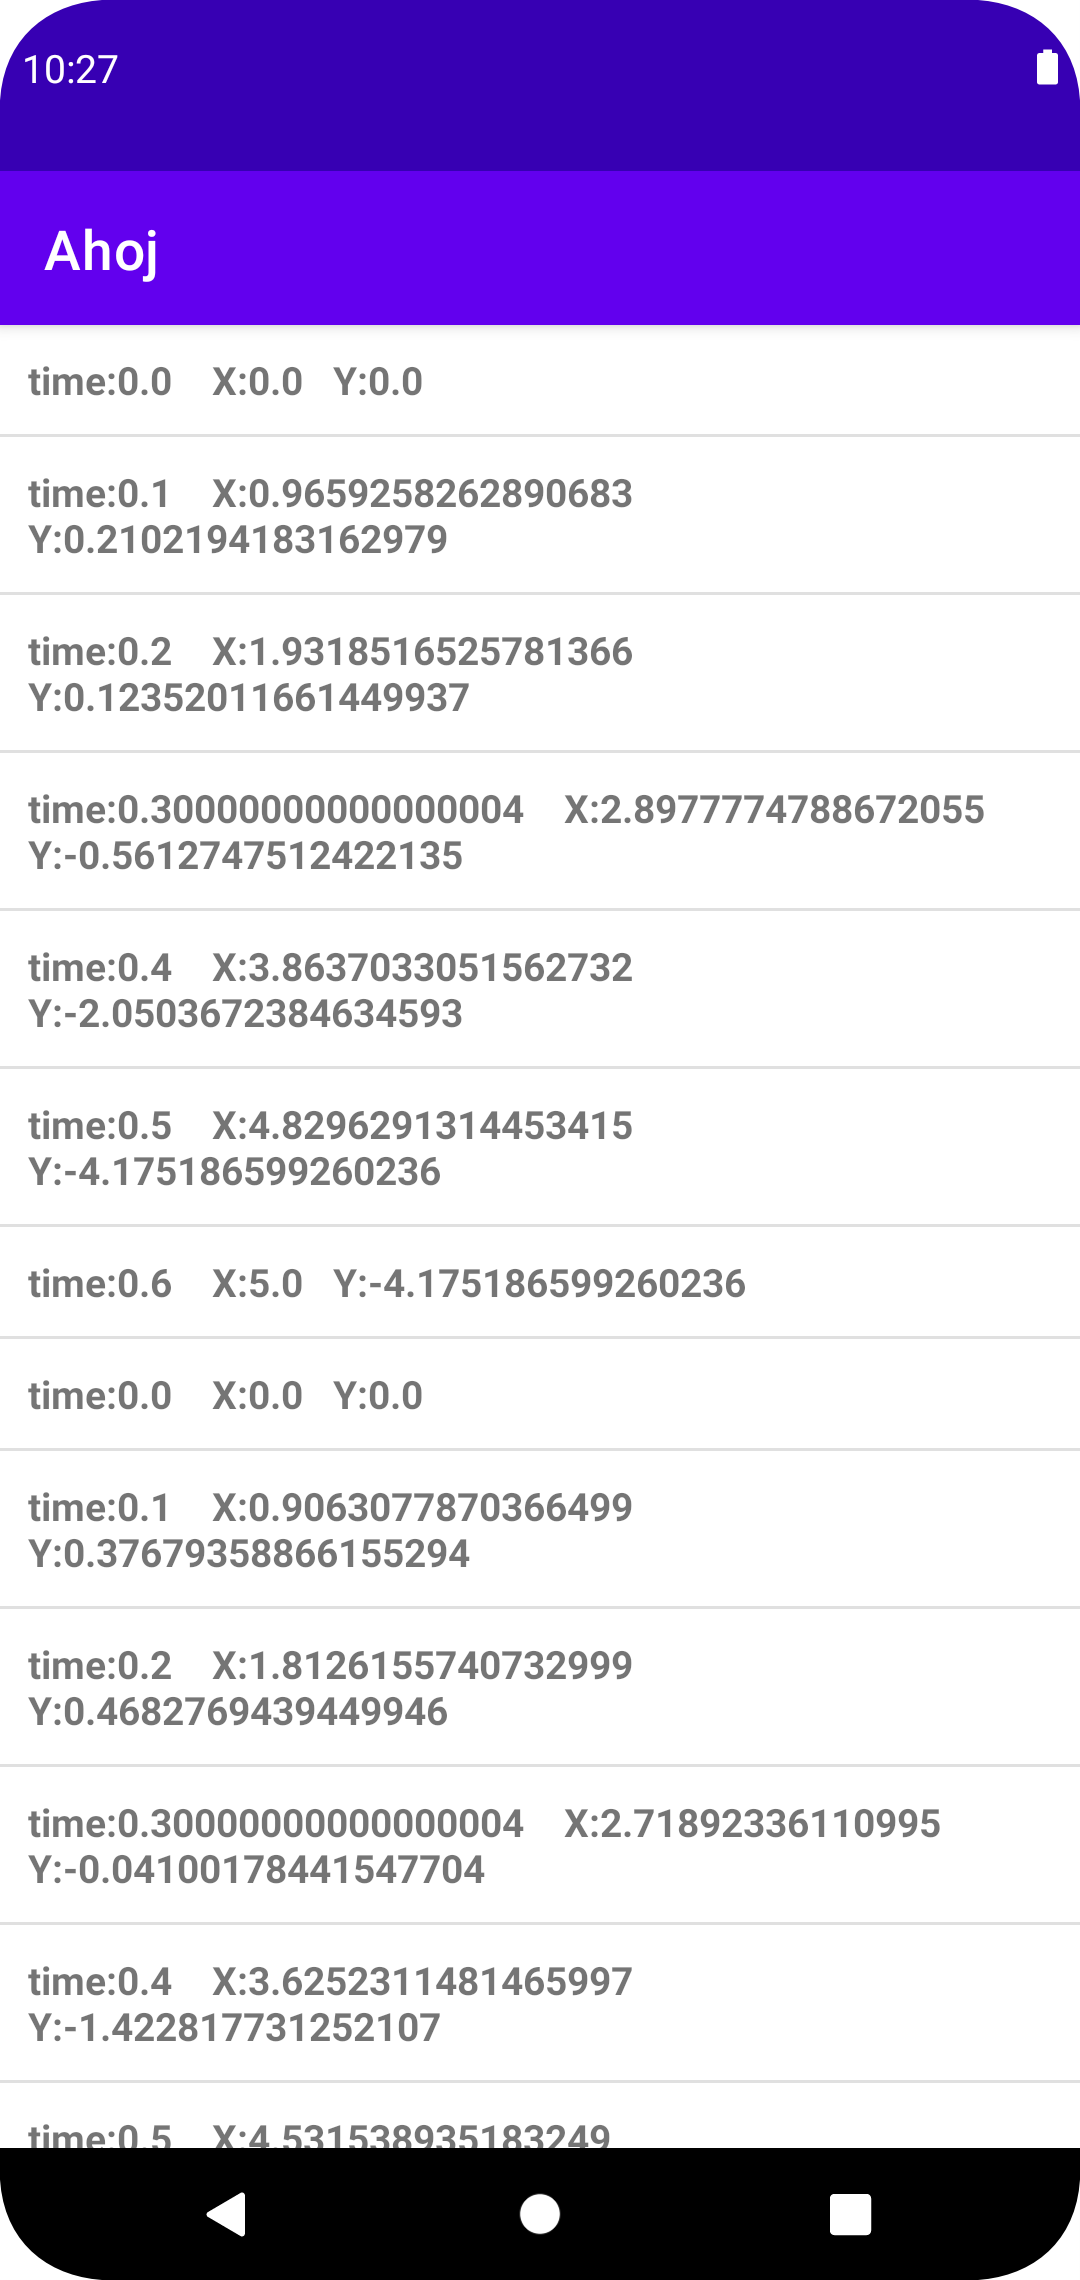 10:27
Ahoj
time:0.0 X:0.0 Y:0.0
time:0.1 X:0.9659258262890683
Y:0.2102194183162979
time:0.2 X:1.9318516525781366
Y:0.12352011661449937
time:0.30000000000000004 X:2.8977774788672055
Y:-0.5612747512422135
time:0.4 X:3.8637033051562732
Y:-2.0503672384634593
time:0.5 X:4.8296291314453415
Y:-4.175186599260236
time:0.6 X:5.0 Y:-4.175186599260236
time:0.0 X:0.0 Y:0.0
time:0.1 X:0.9063077870366499
Y:0.37679358866155294
time:0.2 X:1.8126155740732999
Y:0.4682769439449946
time:0.30000000000000004 X:2.71892336110995
Y:-0.04100178441547704
time:0.4 X:3.6252311481465997
Y:-1.422817731252107
time:0.5 X:4.531538935183249